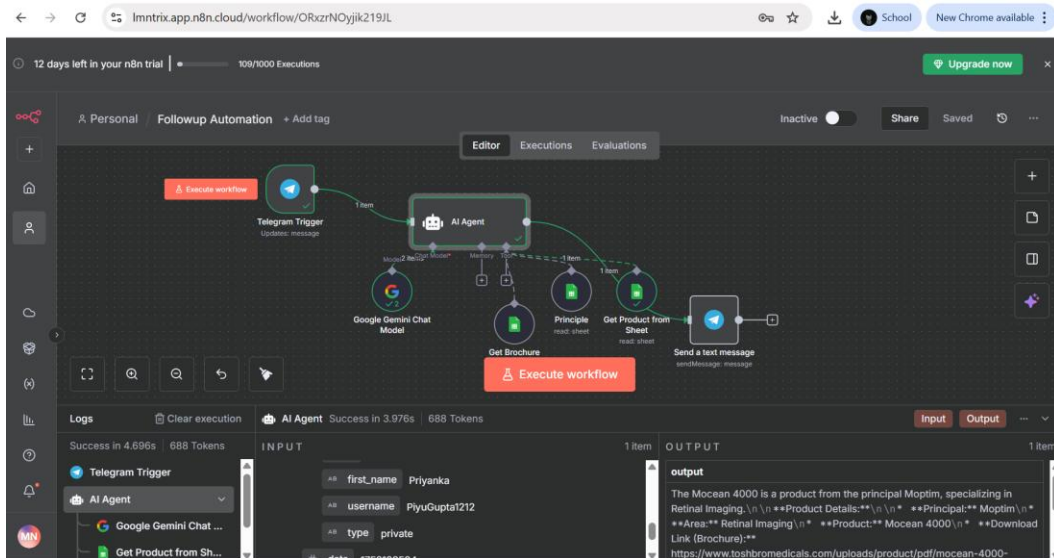 lmntrix.app.n8n.cloud/workflow/ORxzrNOyjik219JL
School
New Chrome available
12 days left in your n8n trial
109/1000 Executions
Upgrade now
Personal / Followup Automation + Add tag
Inactive
Share
Saved
Editor
Executions
Evaluations
Execute workflow
1 item
AI Agent
Telegram Trigger
Updates: message
Model
2 items
Chat Model*
Memory
Tool
1 item
1 item
Google Gemini Chat
Model
Principle
read: sheet
Get Product from
Sheet
read: sheet
Get Brochure
Send a text message
sendMessage: message
Execute workflow
Logs
Clear execution
AI Agent Success in 3.976s 688 Tokens
Input
Output
Success in 4.696s 688 Tokens
INPUT
1 item
OUTPUT
1 item
Telegram Trigger
AI Agent
Google Gemini Chat ...
Get Product from Sh...
first_name Priyanka
username PiyuGupta1212
type private
output
The Mocean 4000 is a product from the principal Moptim, specializing in
Retinal Imaging.\n\n**Product Details:**\n\n* **Principal:** Moptim\n*
**Area:** Retinal Imaging\n* **Product:** Mocean 4000\n* **Download
Link (Brochure):**
https://www.toshbromedicals.com/uploads/product/pdf/mocean-4000-
MN